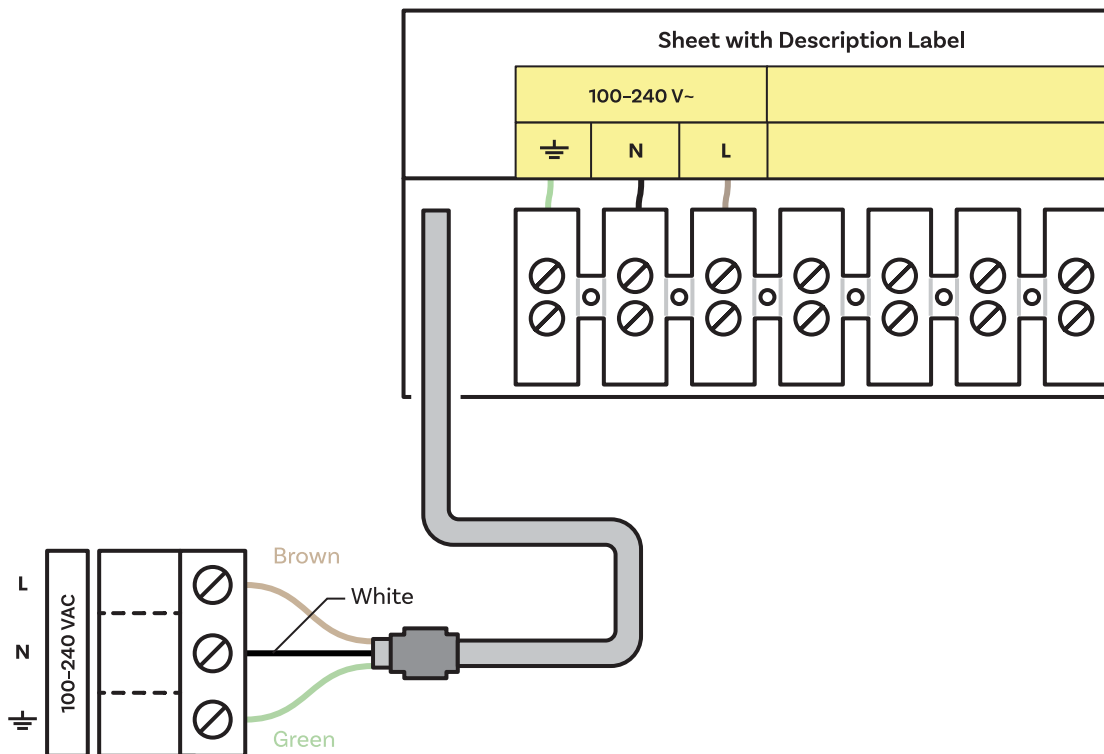 Sheet with Description Label
100–240 V~
N L
Brown
White
L
N
100–240 VAC
Green